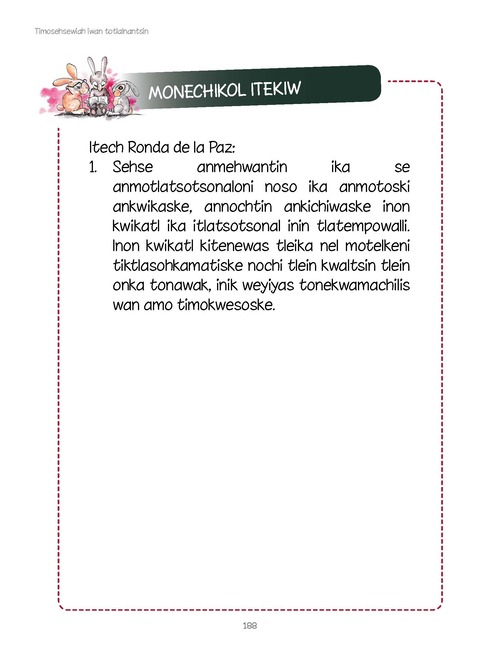 Timosehsewiah iwan totlalnantsin
MONECHIKOL ITEKIW
Itech Ronda de la Paz:
1. Sehse anmehwantin ika se
anmotlatsotsonaloni noso ika anmotoski
ankwikaske, annochtin ankichiwaske inon
kwikatl ika itlatsotsonal inin tlatempowalli.
Inon kwikatl kitenewas tleika nel motelkeni
tiktlasohkamatiske nochi tlein kwaltsin tlein
onka tonawak, inik weyiyas tonekwamachilis
wan amo timokwesoske.
188